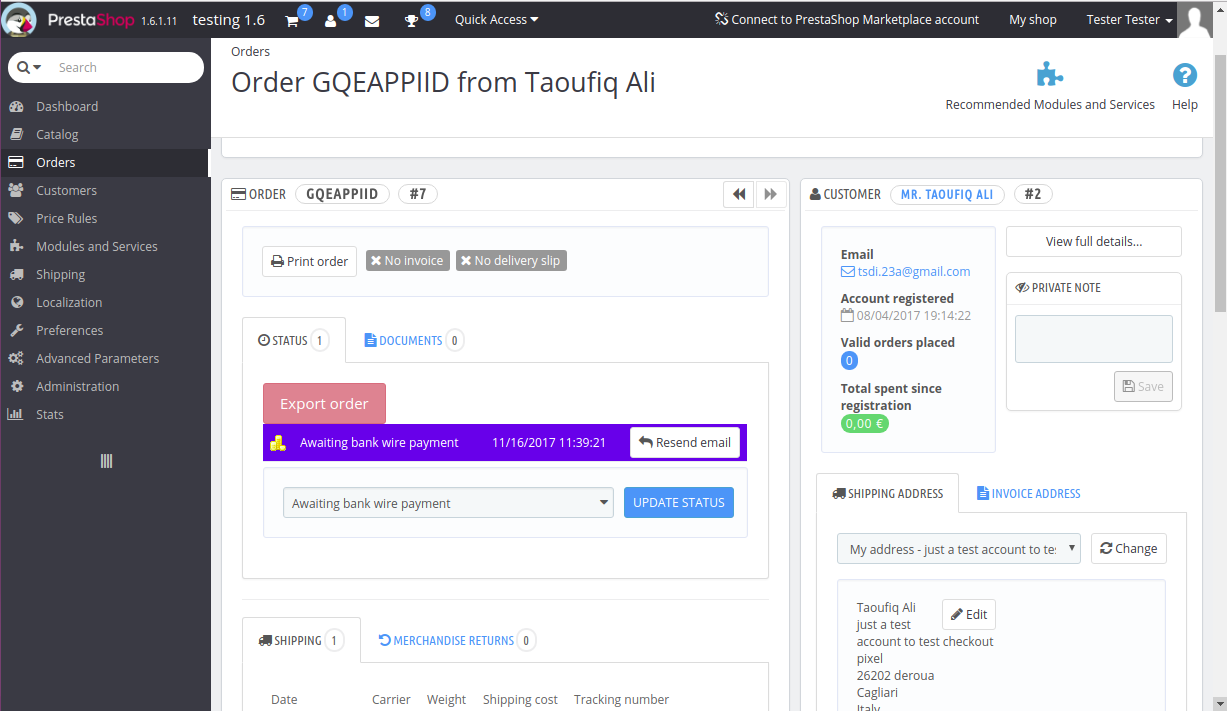 PrestaShop 1.6.1.11 testing 1.6 7 1 8 Quick Access Connect to PrestaShop Marketplace account My shop Tester Tester
Search
Dashboard
Catalog
Orders
Customers
Price Rules
Modules and Services
Shipping
Localization
Preferences
Advanced Parameters
Administration
Stats
Orders
Order GQEAPPIID from Taoufiq Ali
Recommended Modules and Services
Help
ORDER GQEAPPIID #7
Print order No invoice No delivery slip
STATUS 1 DOCUMENTS 0
Export order
Awaiting bank wire payment 11/16/2017 11:39:21 Resend email
Awaiting bank wire payment UPDATE STATUS
SHIPPING 1 MERCHANDISE RETURNS 0
Date Carrier Weight Shipping cost Tracking number
CUSTOMER MR. TAOUFIQ ALI #2
Email
tsdi.23a@gmail.com
Account registered
08/04/2017 19:14:22
Valid orders placed
0
Total spent since
registration
0,00 €
View full details...
PRIVATE NOTE
Save
SHIPPING ADDRESS INVOICE ADDRESS
My address - just a test account to te: Change
Taoufiq Ali Edit
just a test
account to test checkout
pixel
26202 deroua
Cagliari
Italy